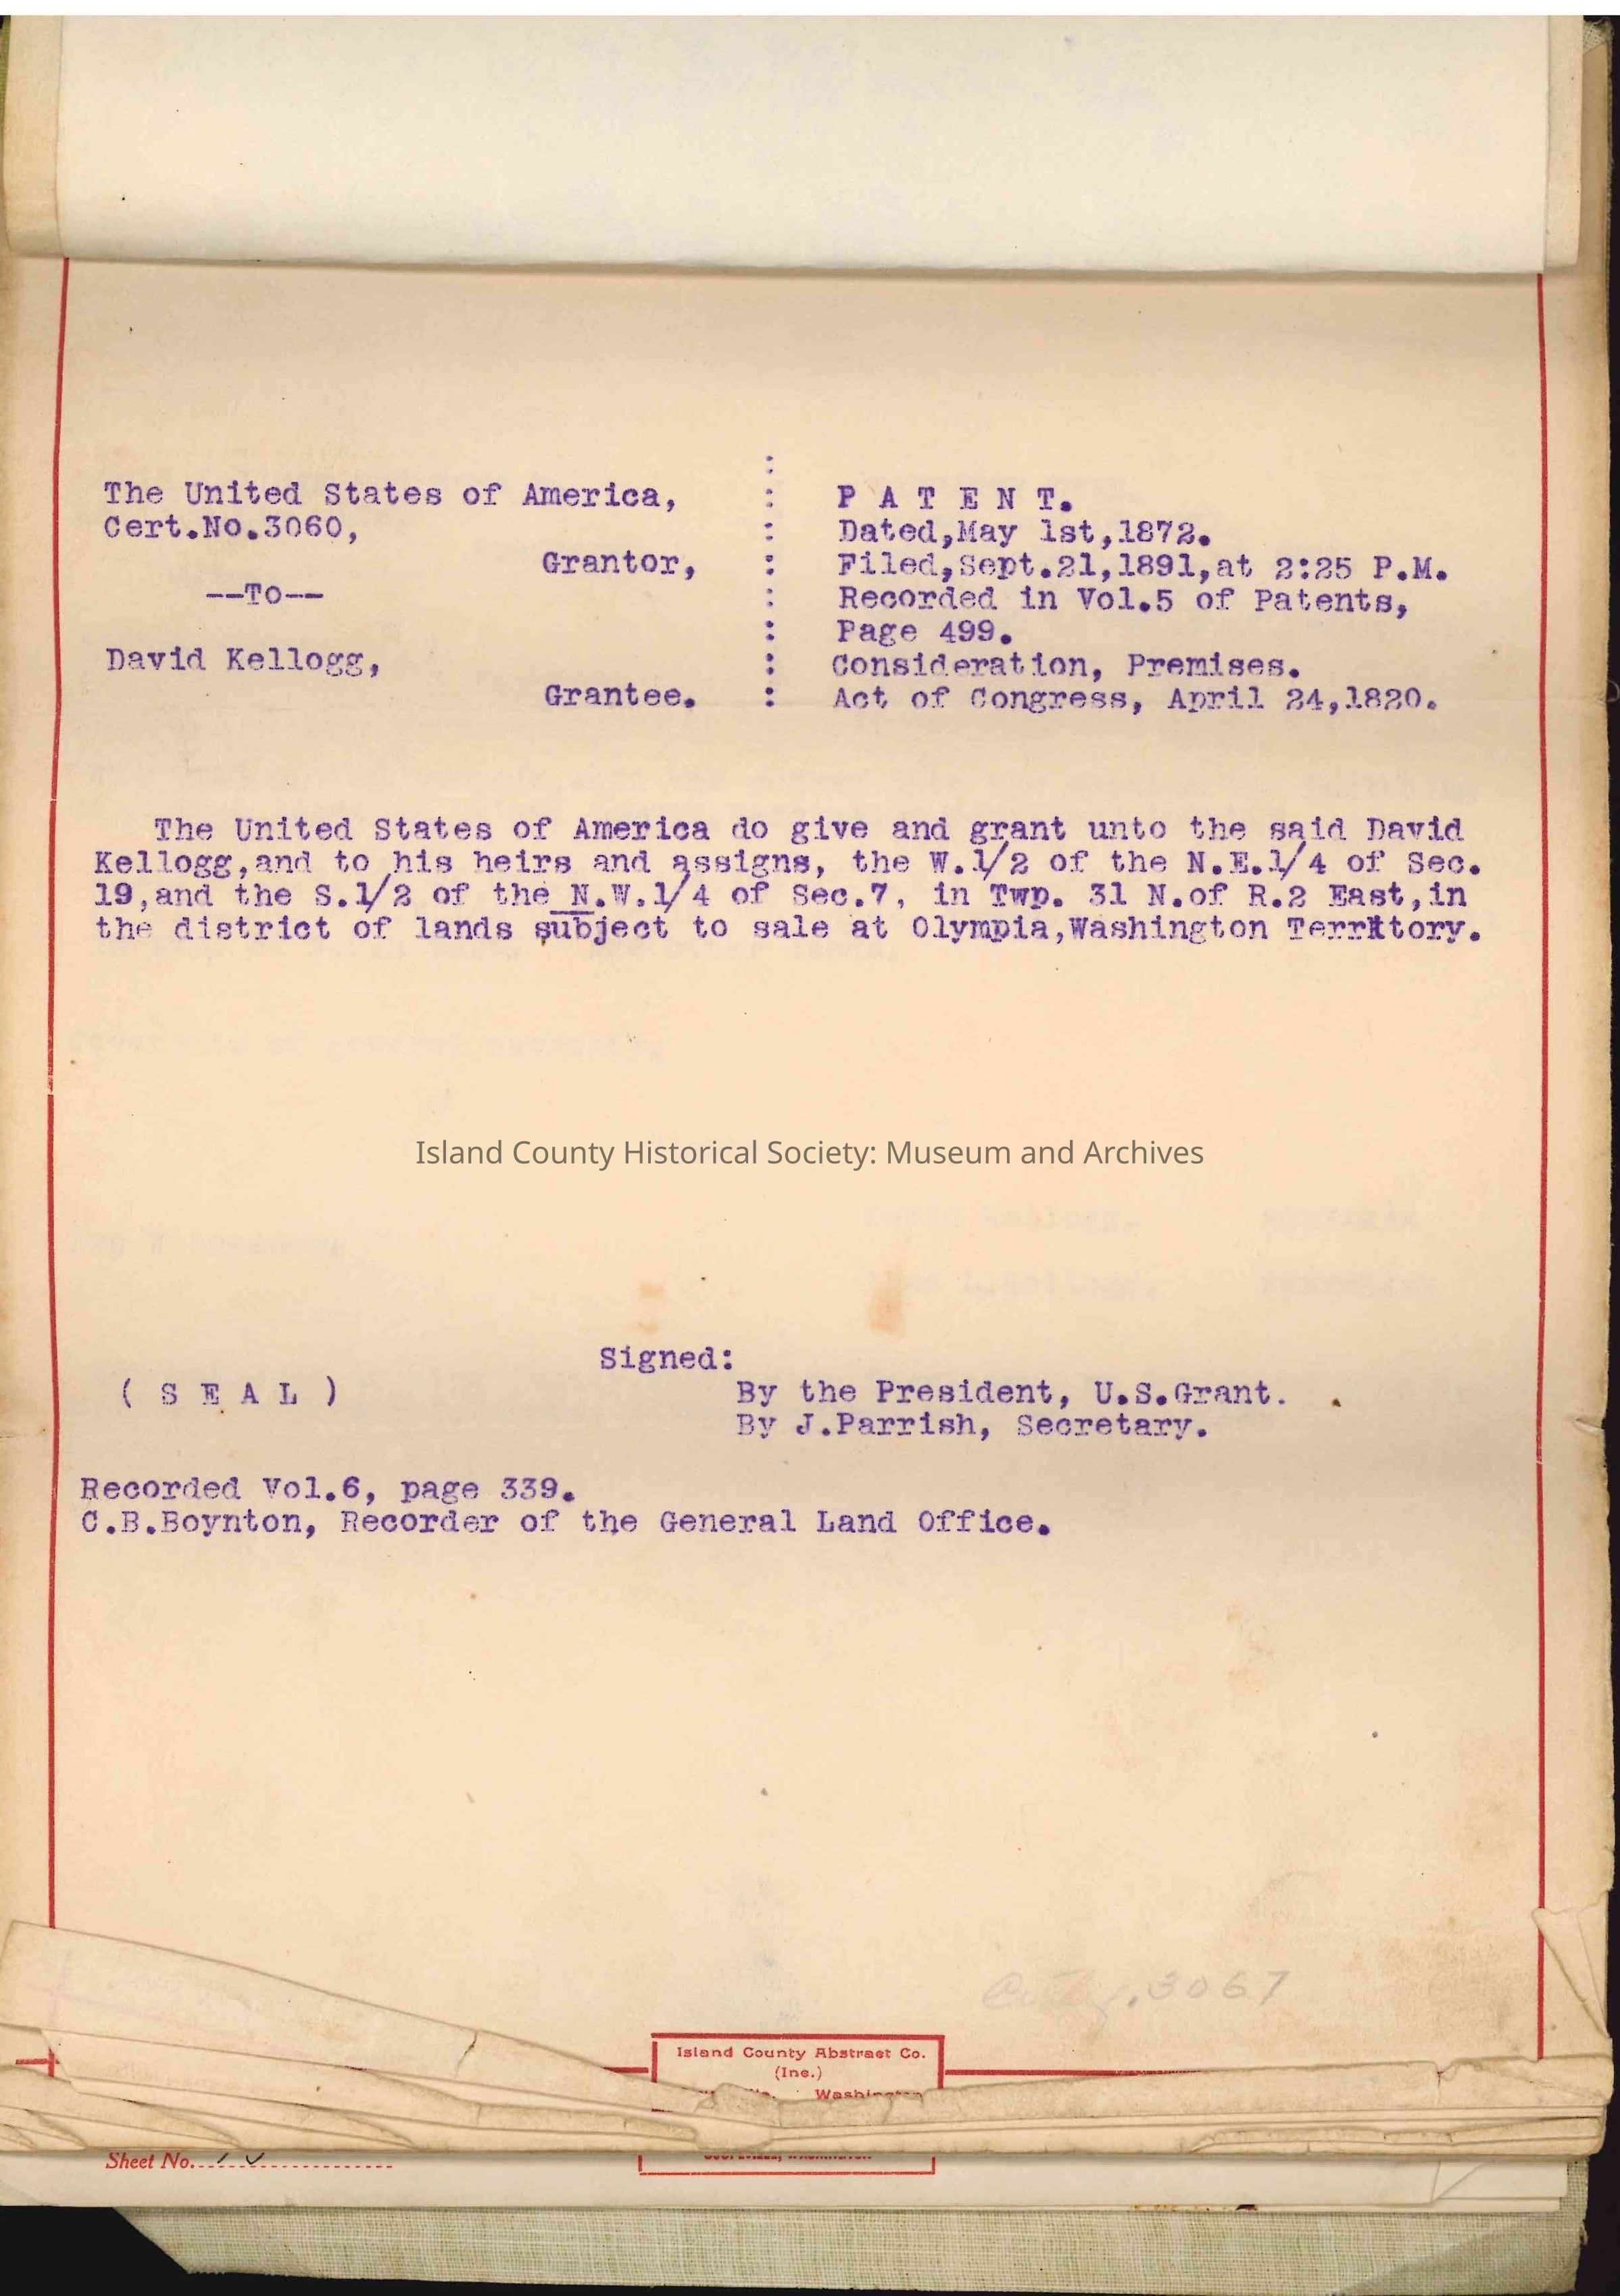 The United States of America, : P A T E N T.
Cert.No.3060, : Dated,May 1st,1872.
Grantor, : Filed,Sept.21,1891,at 2:25 P.M.
--To-- : Recorded in Vol.5 of Patents,
: Page 499.
David Kellogg, : Consideration, Premises.
Grantee. : Act of Congress, April 24,1820.
The United States of America do give and grant unto the said David
Kellogg,and to his heirs and assigns, the W.1/2 of the N.E.1/4 of Sec.
19,and the S.1/2 of the N.W.1/4 of Sec.7, in Twp. 31 N.of R.2 East,in
the district of lands subject to sale at Olympia,Washington Territory.
Island County Historical Society: Museum and Archives
Signed:
( S E A L ) By the President, U.S.Grant.
By J.Parrish, Secretary.
Recorded Vol.6, page 339.
C.B.Boynton, Recorder of the General Land Office.
3067
Island County Abstract Co.
(Inc.)
Washington
Sheet No.